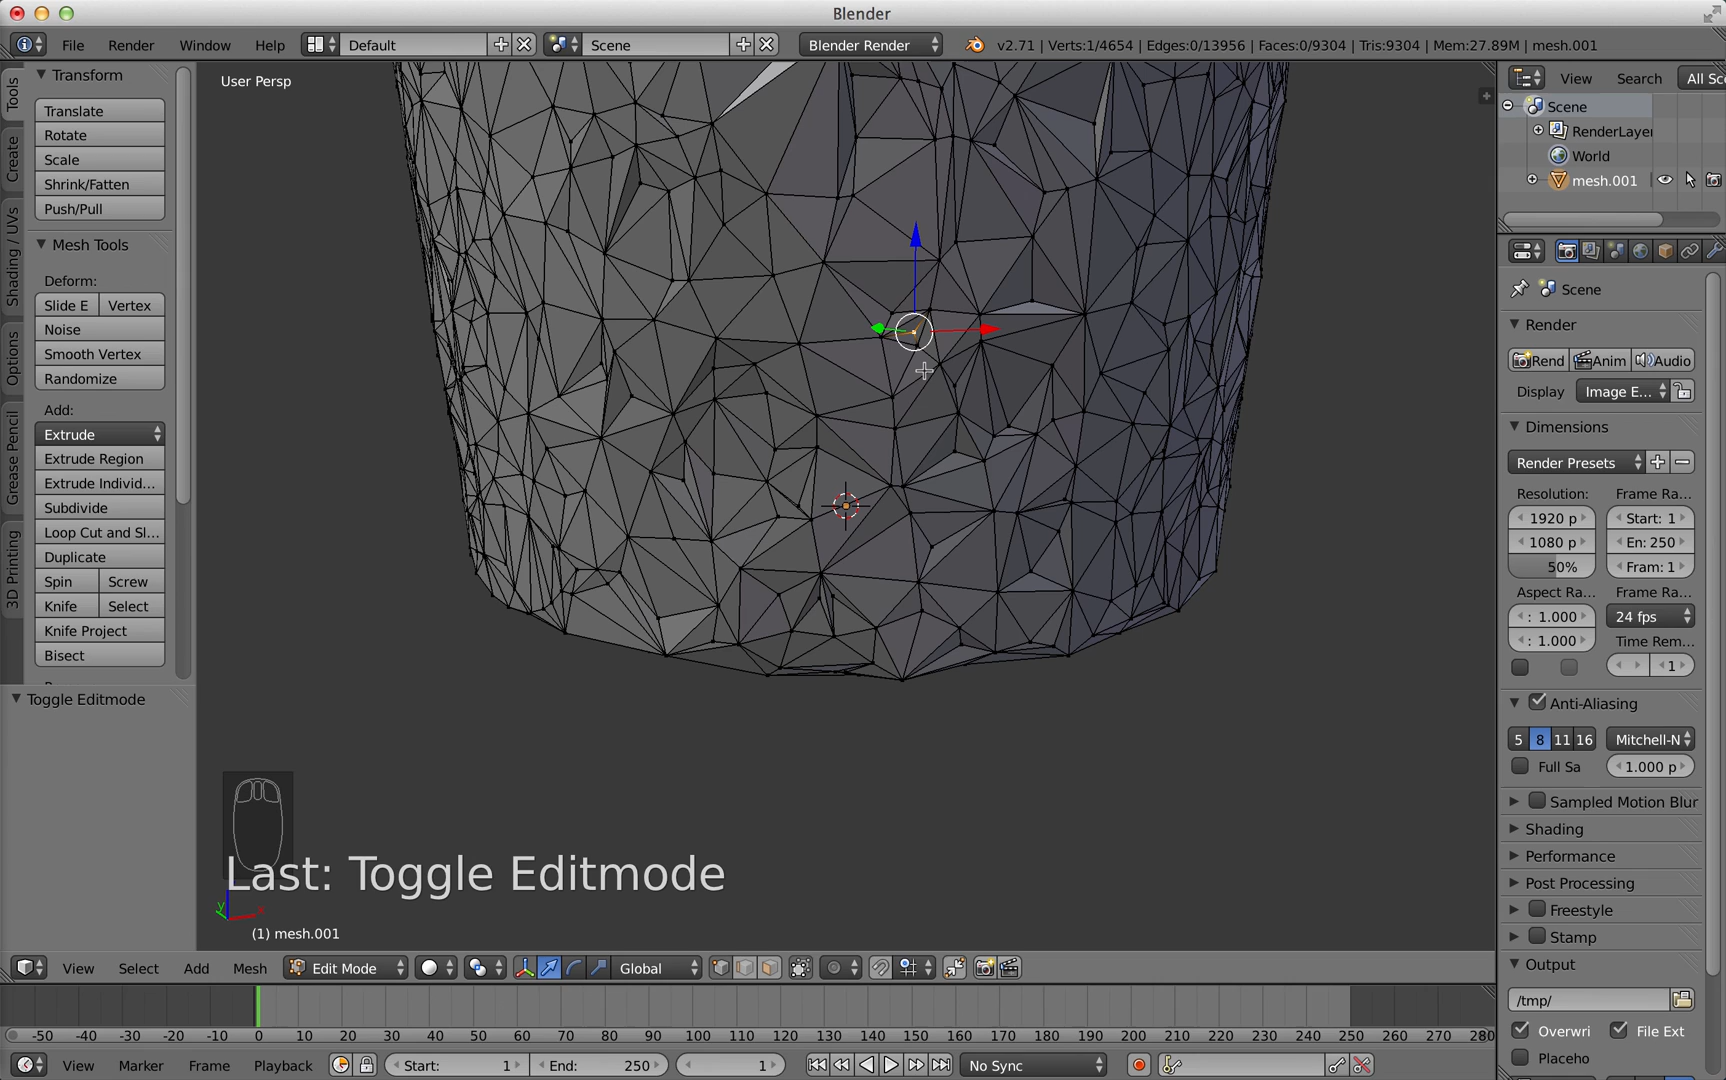 Blender
File Render Window Help Default Scene Blender Render v2.71 | Verts:1/4654 | Edges:0/13956 | Faces:0/9304 | Tris:9304 | Mem:27.89M | mesh.001
Tools
Create
Shading / UVs
Options
Grease Pencil
3D Printing
Transform
Translate
Rotate
Scale
Shrink/Fatten
Push/Pull
Mesh Tools
Deform:
Slide E Vertex
Noise
Smooth Vertex
Randomize
Add:
Extrude
Extrude Region
Extrude Individ...
Subdivide
Loop Cut and Sl...
Duplicate
Spin Screw
Knife Select
Knife Project
Bisect
Toggle Editmode
User Persp
Last: Toggle Editmode
y x
(1) mesh.001
View Select Add Mesh Edit Mode Global
View Search All Sc
Scene
RenderLayer
World
mesh.001
Scene
Render
Rend Anim Audio
Display Image E...
Dimensions
Render Presets
Resolution: Frame Ra...
1920 p Start: 1
1080 p En: 250
50% Fram: 1
Aspect Ra... Frame Ra...
: 1.000 24 fps
: 1.000 Time Rem...
1
Anti-Aliasing
5 8 11 16 Mitchell-N
Full Sa 1.000 p
Sampled Motion Blur
Shading
Performance
Post Processing
Freestyle
Stamp
Output
/tmp/
Overwri File Ext
Placeho
-50 -40 -30 -20 -10 0 10 20 30 40 50 60 70 80 90 100 110 120 130 140 150 160 170 180 190 200 210 220 230 240 250 260 270 280
View Marker Frame Playback Start: 1 End: 250 1 No Sync